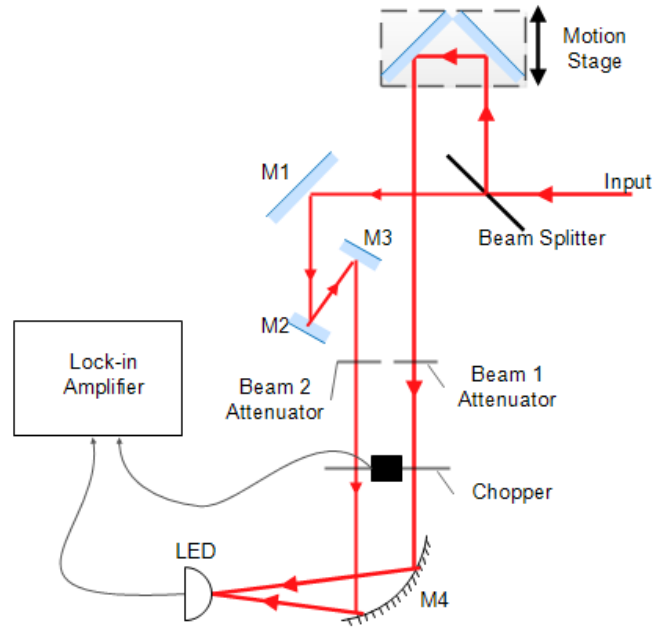 Motion
Stage
M1
Input
Beam Splitter
M3
M2
Lock-in
Amplifier
Beam 2
Attenuator
Beam 1
Attenuator
Chopper
LED
M4